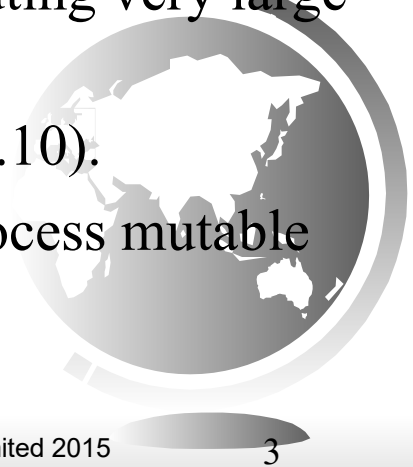 ating very large
.10).
ocess mutable
ited 2015
3